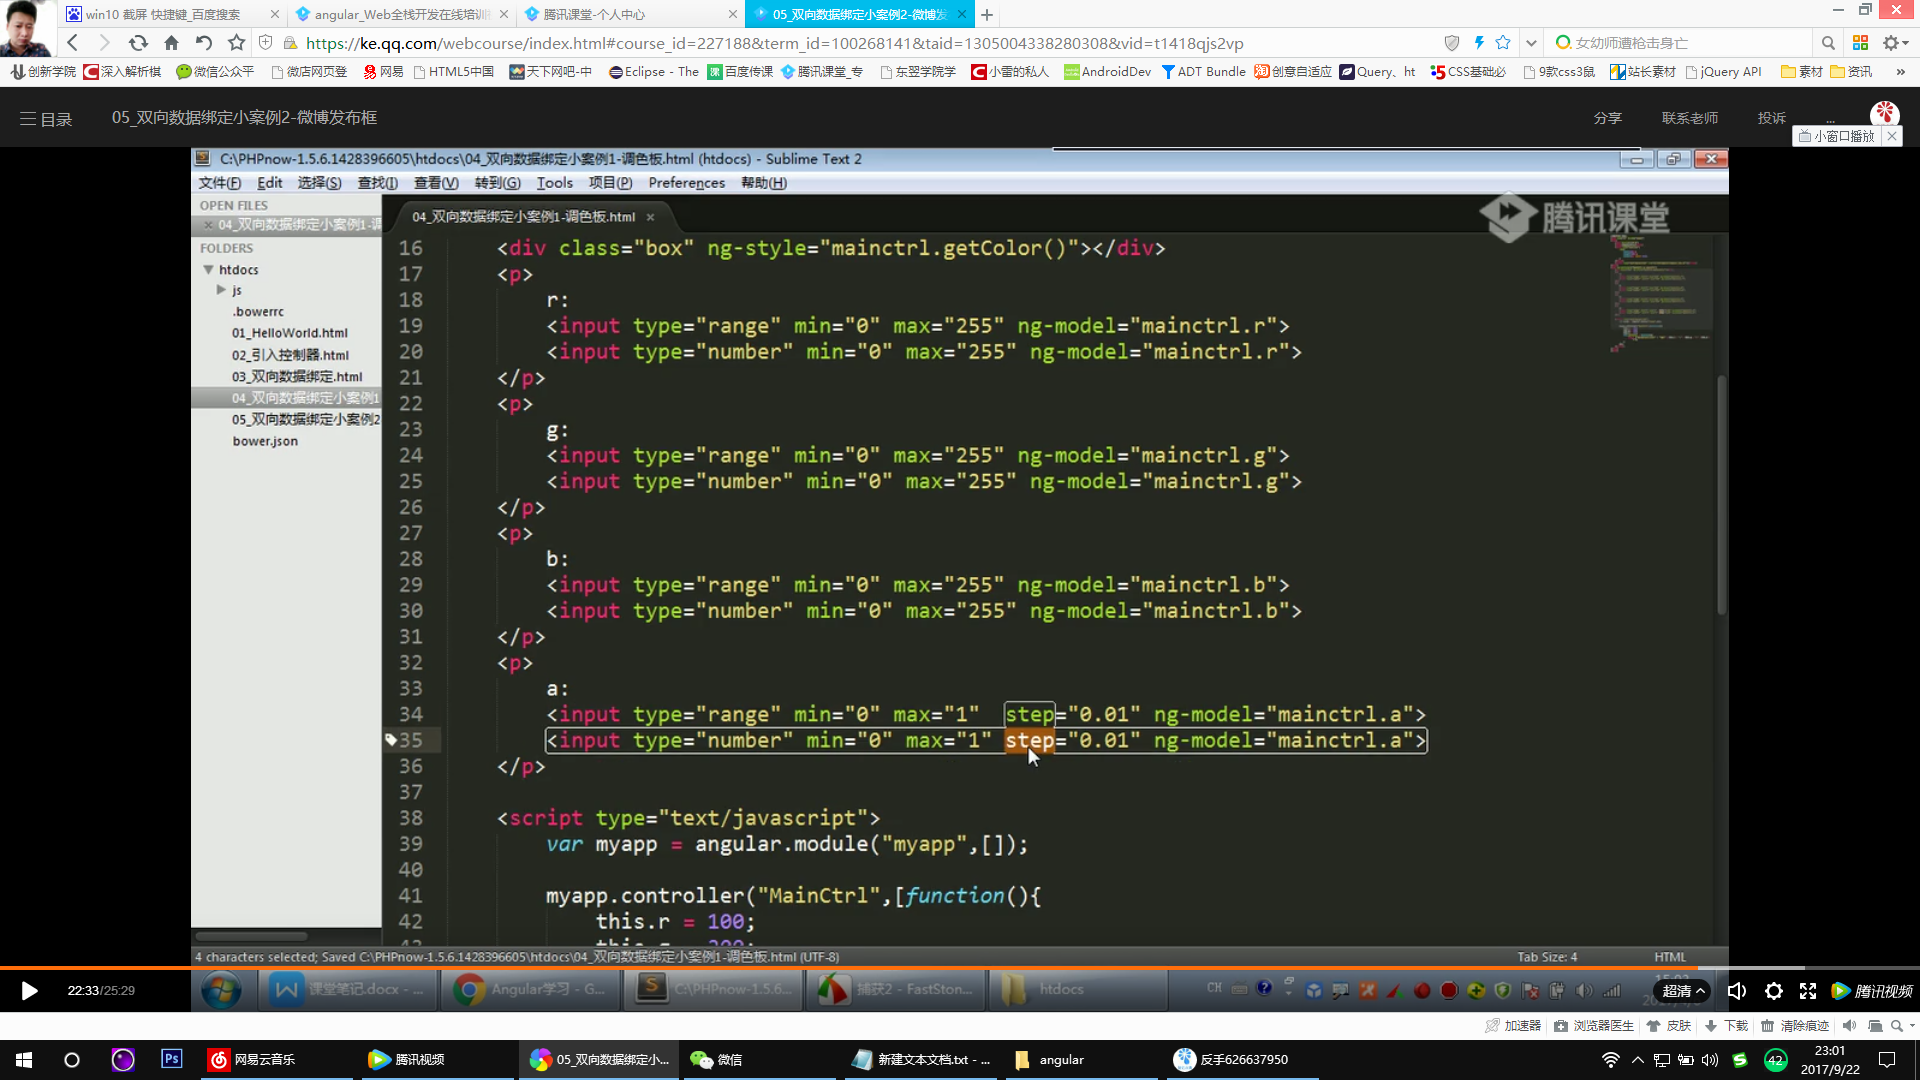 win10 截屏 快捷键_百度搜索
angular_Web全栈开发在线培训
腾讯课堂-个人中心
05_双向数据绑定小案例2-微博发
https://ke.qq.com/webcourse/index.html#course_id=227188&term_id=100268141&taid=1305004338280308&vid=t1418qjs2vp
女幼师遭枪击身亡
创新学院 深入解析棋 微信公众平 微店网页登 网易 HTML5中国 天下网吧-中 Eclipse - The 百度传课 腾讯课堂_专 东翌学院学 小雷的私人 AndroidDev ADT Bundle 创意自适应 Query、ht CSS基础必 9款css3鼠 站长素材 jQuery API 素材 资讯 »
目录 05_双向数据绑定小案例2-微博发布框 分享 联系老师 投诉 ...
小窗口播放
C:\PHPnow-1.5.6.1428396605\htdocs\04_双向数据绑定小案例1-调色板.html (htdocs) - Sublime Text 2
文件(F) Edit 选择(S) 查找(I) 查看(V) 转到(G) Tools 项目(P) Preferences 帮助(H)
OPEN FILES
04_双向数据绑定小案例1-调
FOLDERS
htdocs
js
.bowerrc
01_HelloWorld.html
02_引入控制器.html
03_双向数据绑定.html
04_双向数据绑定小案例1
05_双向数据绑定小案例2
bower.json
04_双向数据绑定小案例1-调色板.html
腾讯课堂
16 <div class="box" ng-style="mainctrl.getColor()"></div>
17 <p>
18 r:
19 <input type="range" min="0" max="255" ng-model="mainctrl.r">
20 <input type="number" min="0" max="255" ng-model="mainctrl.r">
21 </p>
22 <p>
23 g:
24 <input type="range" min="0" max="255" ng-model="mainctrl.g">
25 <input type="number" min="0" max="255" ng-model="mainctrl.g">
26 </p>
27 <p>
28 b:
29 <input type="range" min="0" max="255" ng-model="mainctrl.b">
30 <input type="number" min="0" max="255" ng-model="mainctrl.b">
31 </p>
32 <p>
33 a:
34 <input type="range" min="0" max="1"  step="0.01" ng-model="mainctrl.a">
35 <input type="number" min="0" max="1" step="0.01" ng-model="mainctrl.a">
36 </p>
37
38 <script type="text/javascript">
39 var myapp = angular.module("myapp",[]);
40
41 myapp.controller("MainCtrl",[function(){
42 this.r = 100;
4 characters selected; Saved C:\PHPnow-1.5.6.1428396605\htdocs\04_双向数据绑定小案例1-调色板.html (UTF-8) Tab Size: 4 HTML
22:33/25:29
课堂笔记.docx - ...
Angular学习 - G...
C:\PHPnow-1.5.6...
捕获2 - FastSton...
htdocs
CH
超清
腾讯视频
加速器 浏览器医生 皮肤 下载 清除痕迹
Ps 网易云音乐 腾讯视频 05_双向数据绑定小... 微信 新建文本文档.txt - ... angular 反手626637950
42
23:01
2017/9/22